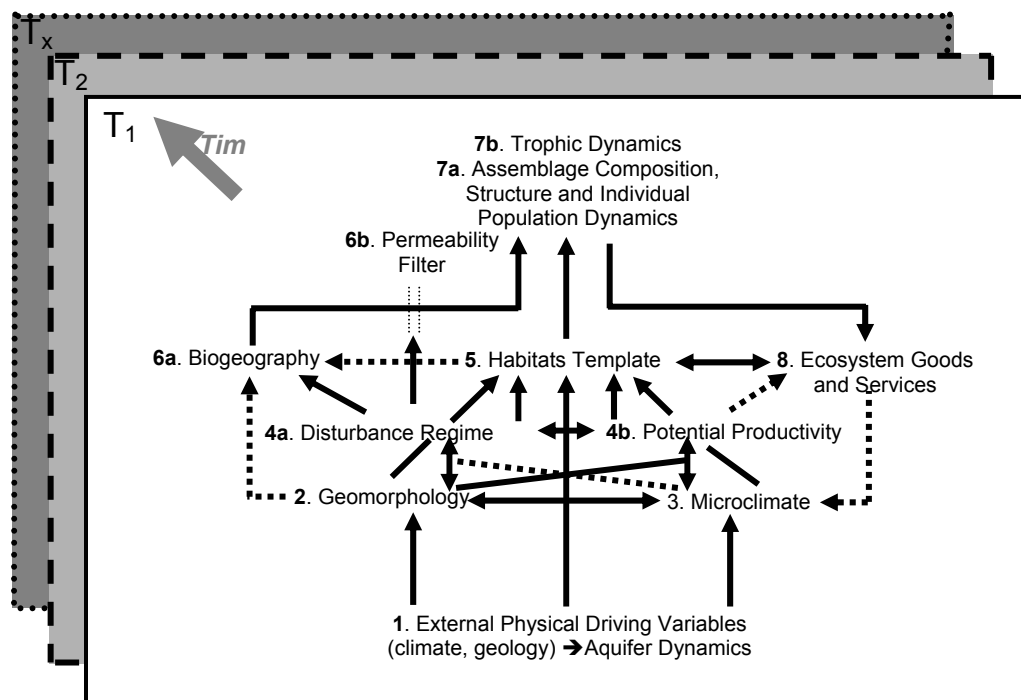 Tx
T2
T1
Tim
7b. Trophic Dynamics
7a. Assemblage Composition,
Structure and Individual
Population Dynamics
6b. Permeability
Filter
6a. Biogeography
5. Habitats Template
8. Ecosystem Goods
and Services
4a. Disturbance Regime
4b. Potential Productivity
2. Geomorphology
3. Microclimate
1. External Physical Driving Variables
(climate, geology) ➔Aquifer Dynamics